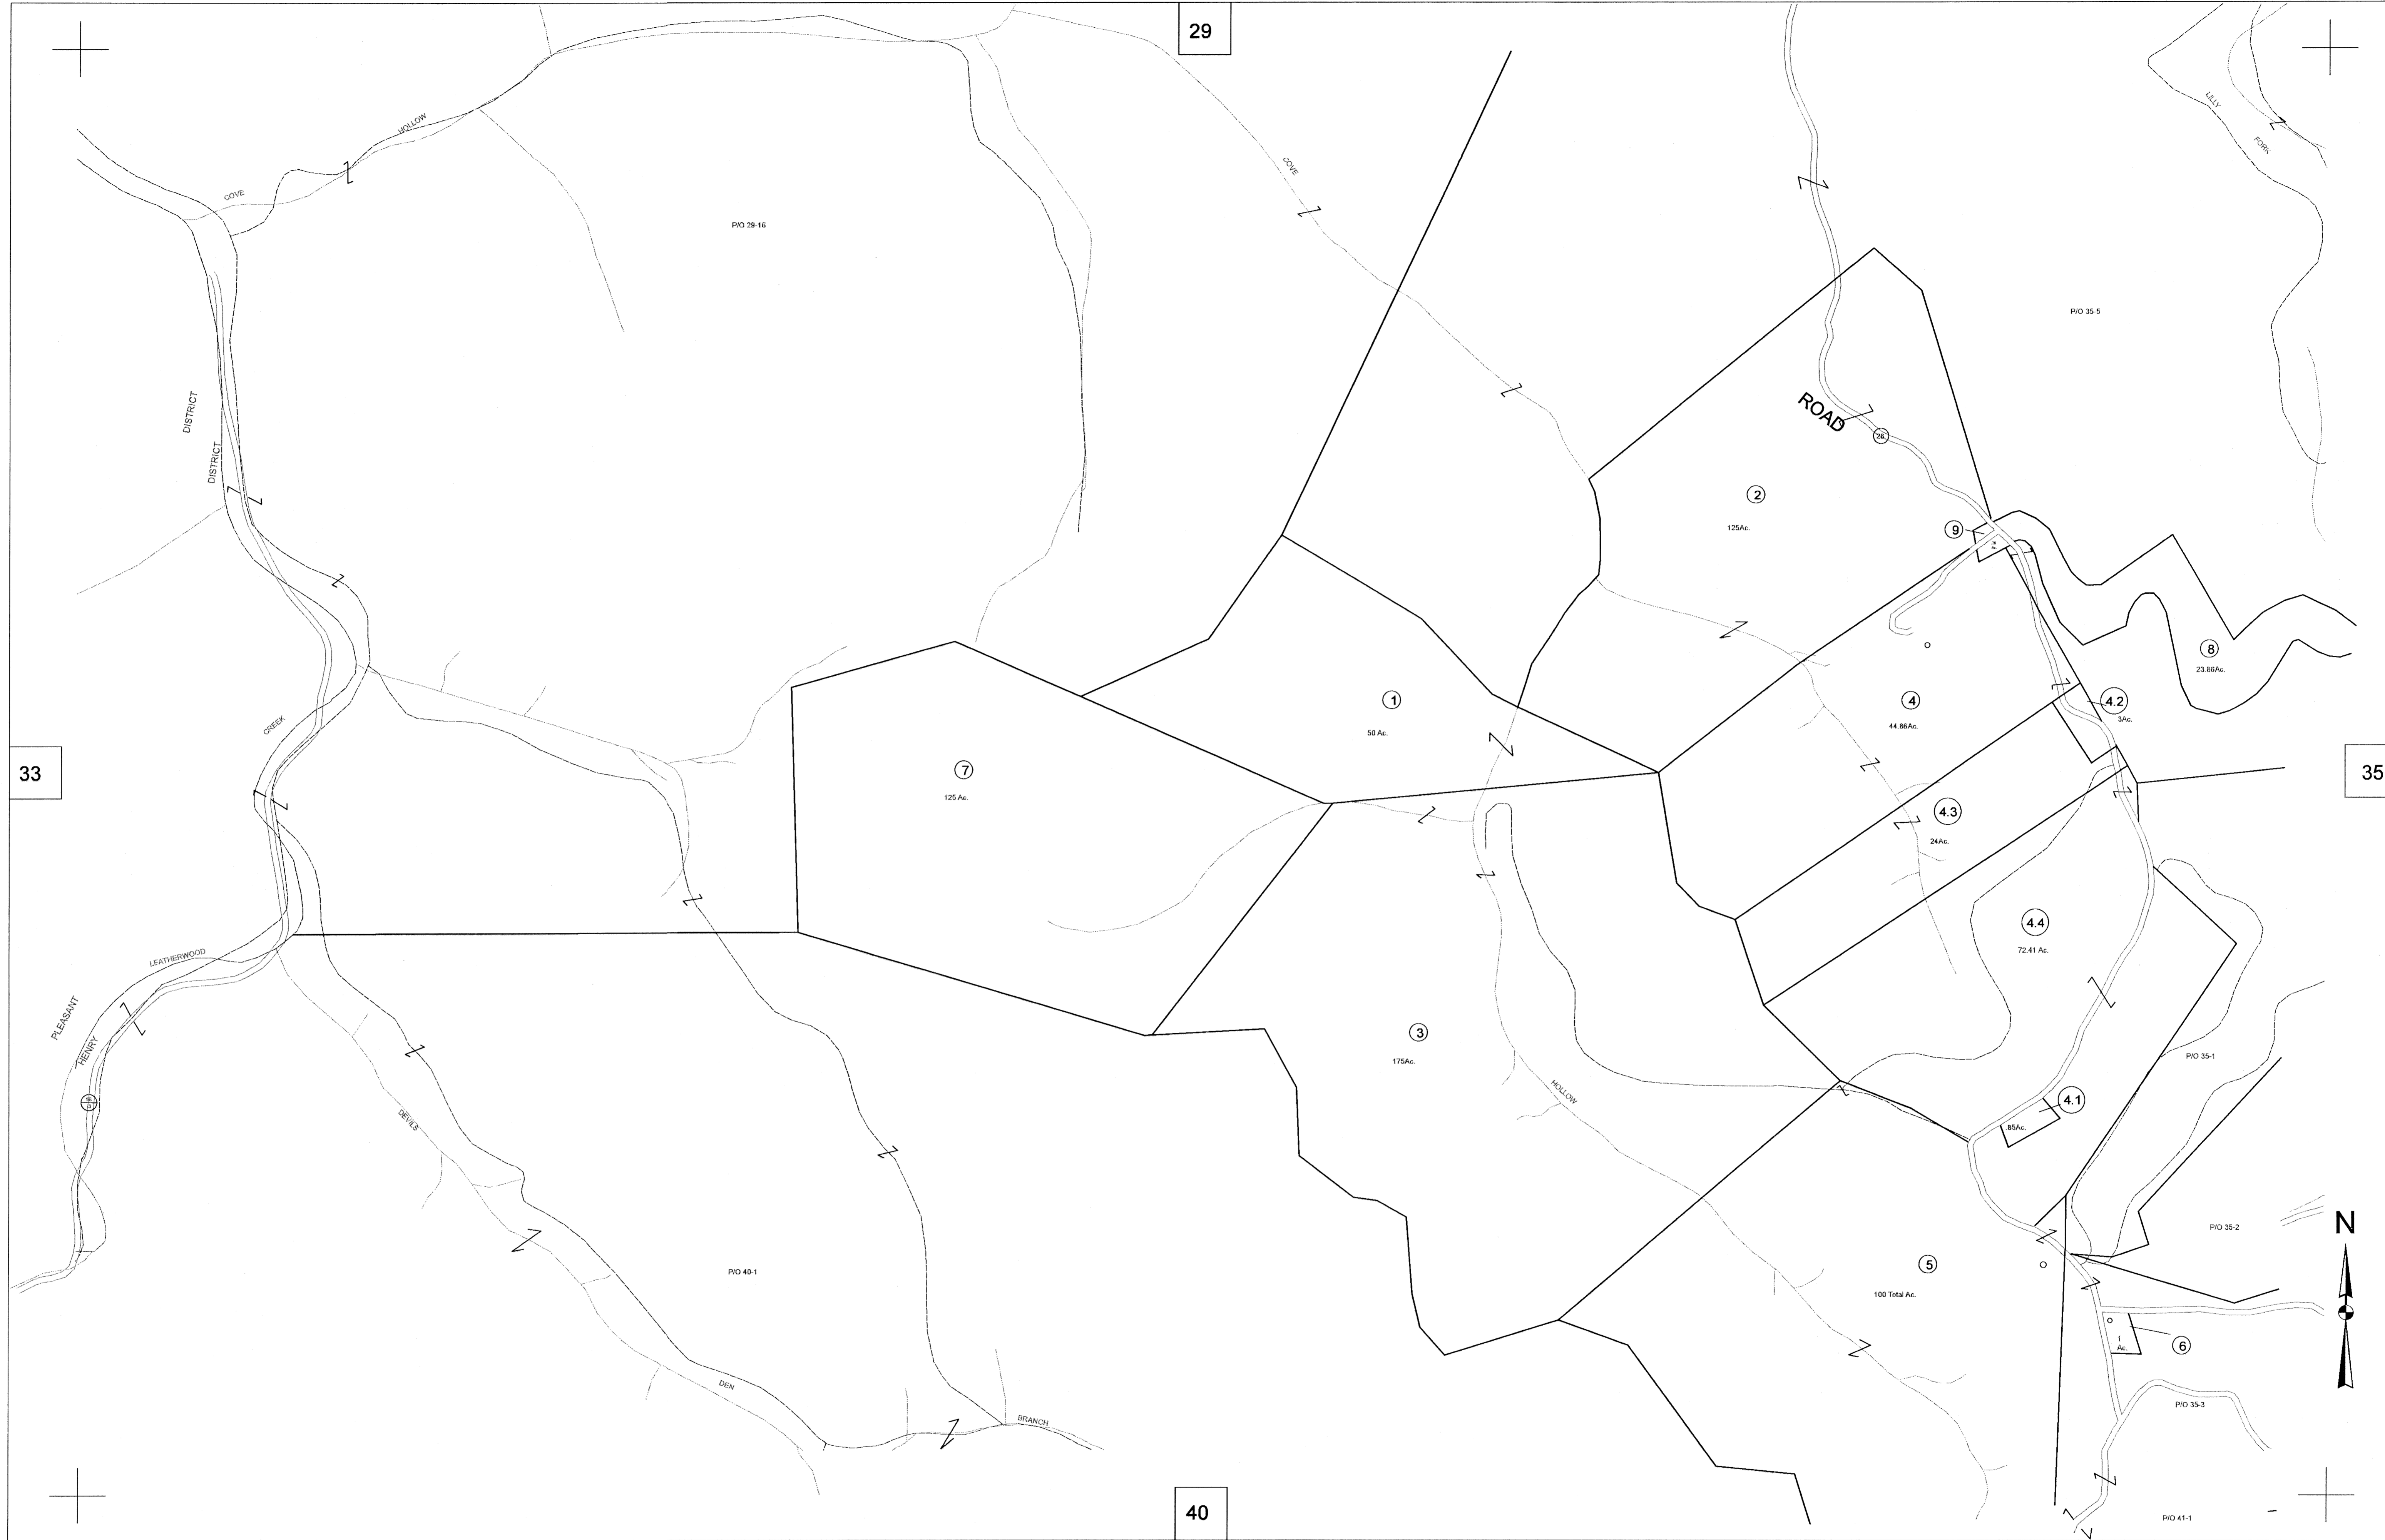 29
LILLY
FORK
HOLLOW
COVE
COVE
P/O 29-16
P/O 35-5
DISTRICT
DISTRICT
ROAD
2
125Ac.
9
8
23.86Ac.
1
50 Ac.
4
44.86Ac.
4.2
3Ac.
CREEK
33
7
125 Ac.
35
4.3
24Ac.
4.4
72.41 Ac.
LEATHERWOOD
PLEASANT
HENRY
3
175Ac.
P/O 35-1
HOLLOW
4.1
.85Ac.
DEVILS
P/O 35-2
N
P/O 40-1
5
100 Total Ac.
6
1
Ac.
DEN
BRANCH
P/O 35-3
40
P/O 41-1